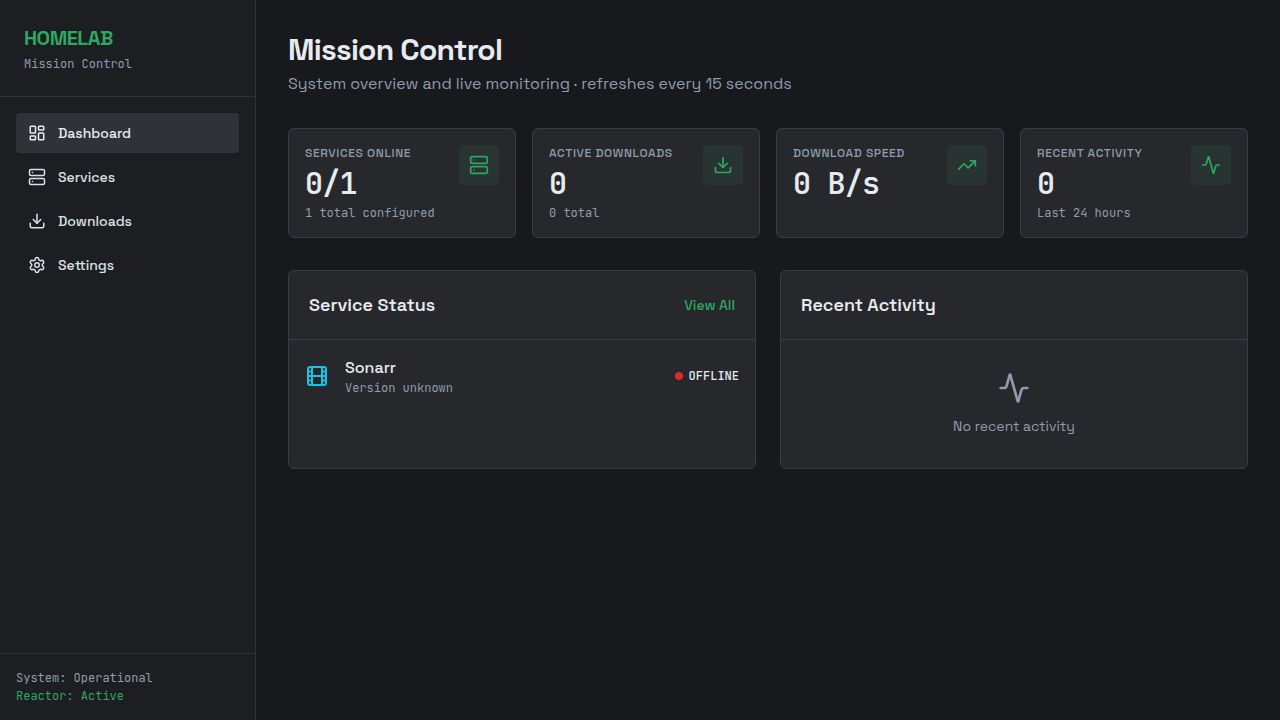 HOMELAB
Mission Control
Dashboard
Services
Downloads
Settings
System: Operational
Reactor: Active
Mission Control
System overview and live monitoring · refreshes every 15 seconds
SERVICES ONLINE
0/1
1 total configured
ACTIVE DOWNLOADS
0
0 total
DOWNLOAD SPEED
0 B/s
RECENT ACTIVITY
0
Last 24 hours
Service Status
View All
Sonarr
Version unknown
OFFLINE
Recent Activity
No recent activity